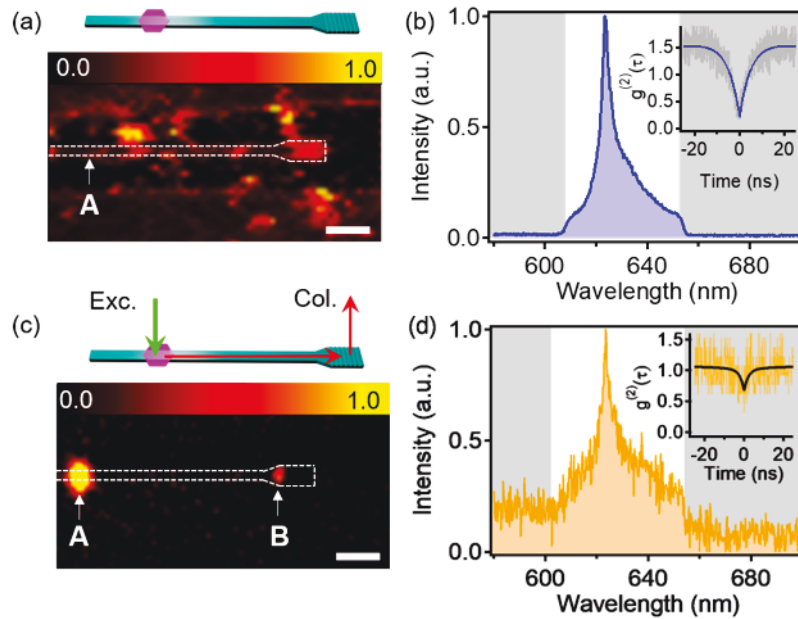 (a)
0.0 1.0
A
(b)
Intensity (a.u.)
1.0
0.5
0.0
600 640 680
Wavelength (nm)
g(2)(τ)
1.5
1.0
0.5
0.0
-20 0 20
Time (ns)
(c)
Exc. Col.
0.0 1.0
A B
(d)
Intensity (a.u.)
1.0
0.5
0.0
600 640 680
Wavelength (nm)
g(2)(τ)
1.5
1.0
0.5
0.0
-20 0 20
Time (ns)